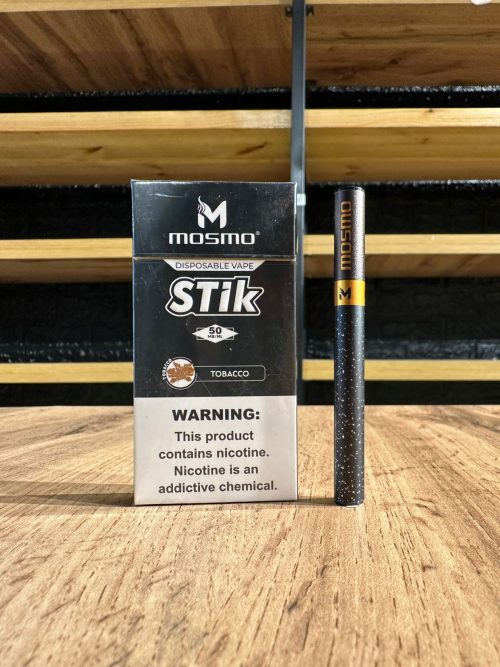 M
MOSMO®
DISPOSABLE VAPE
STik
50
MG/ML
TOBACCO
TOBACCO
WARNING:
This product
contains nicotine.
Nicotine is an
addictive chemical.
MOSMO
M